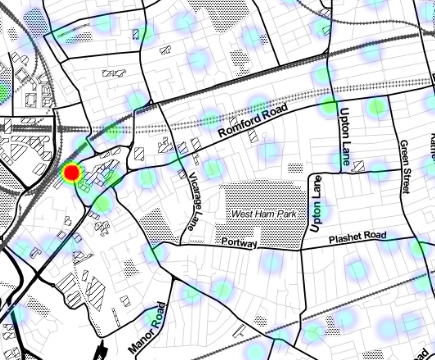 Romford Road
Upton Lane
Green Street
Vicarage Lane
Upton Lane
West Ham Park
Portway
Plashet Road
Manor Road